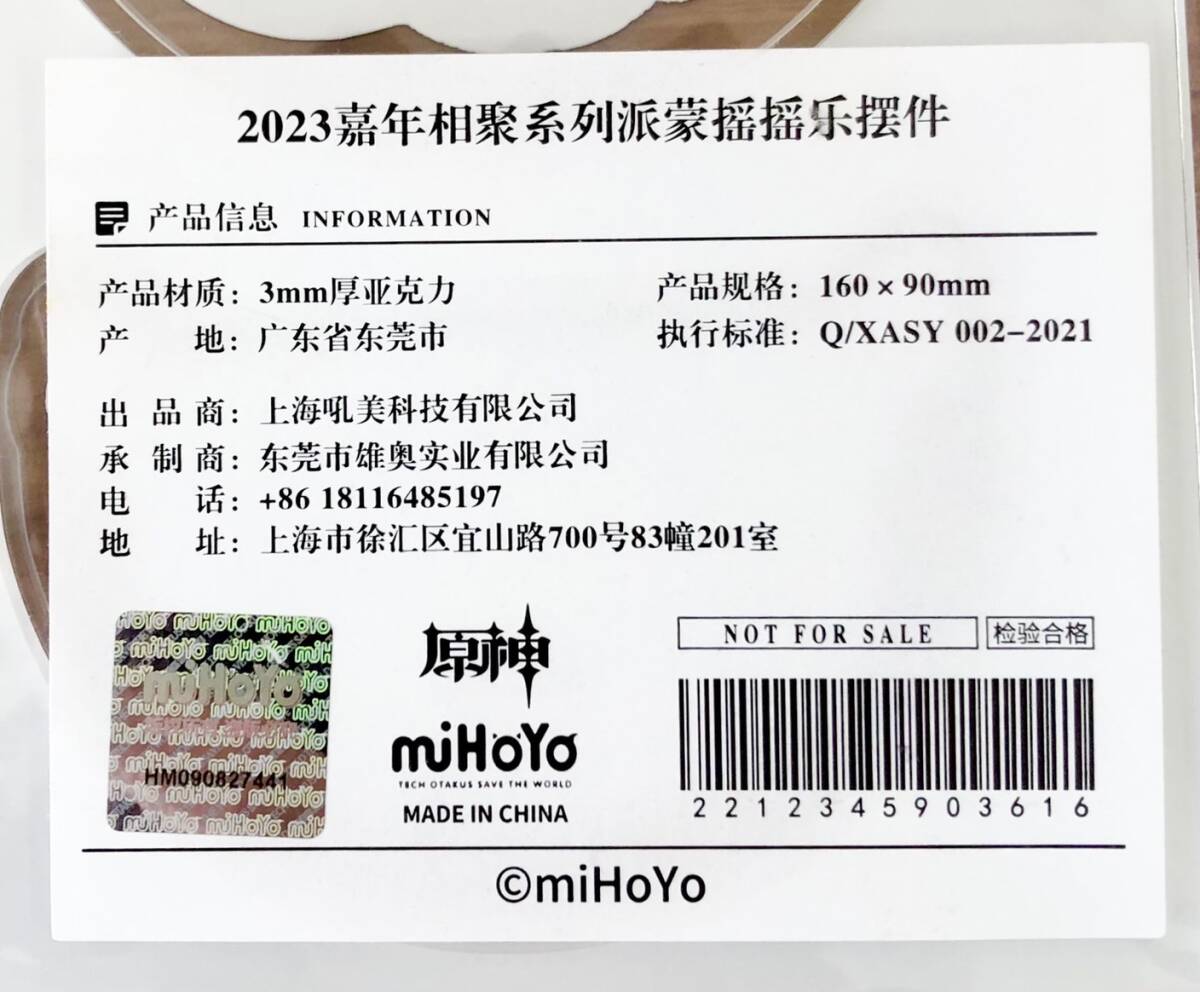 2023嘉年相聚系列派蒙摇摇乐摆件
产品信息 INFORMATION
产品材质：3mm厚亚克力 产品规格：160×90mm
产 地：广东省东莞市 执行标准：Q/XASY 002-2021
出品商：上海吼美科技有限公司
承制商：东莞市雄奥实业有限公司
电 话：+86 18116485197
地 址：上海市徐汇区宜山路700号83幢201室
miHoYo
HM090827441
原神
miHoYo
TECH OTAKUS SAVE THE WORLD
MADE IN CHINA
NOT FOR SALE 检验合格
2212345903616
©miHoYo